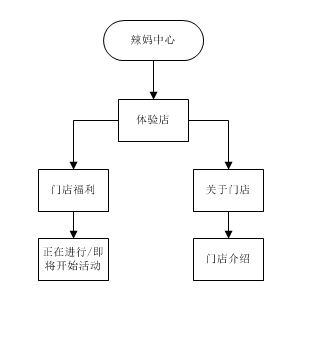 辣妈中心
体验店
门店福利
关于门店
正在进行/即
将开始活动
门店介绍